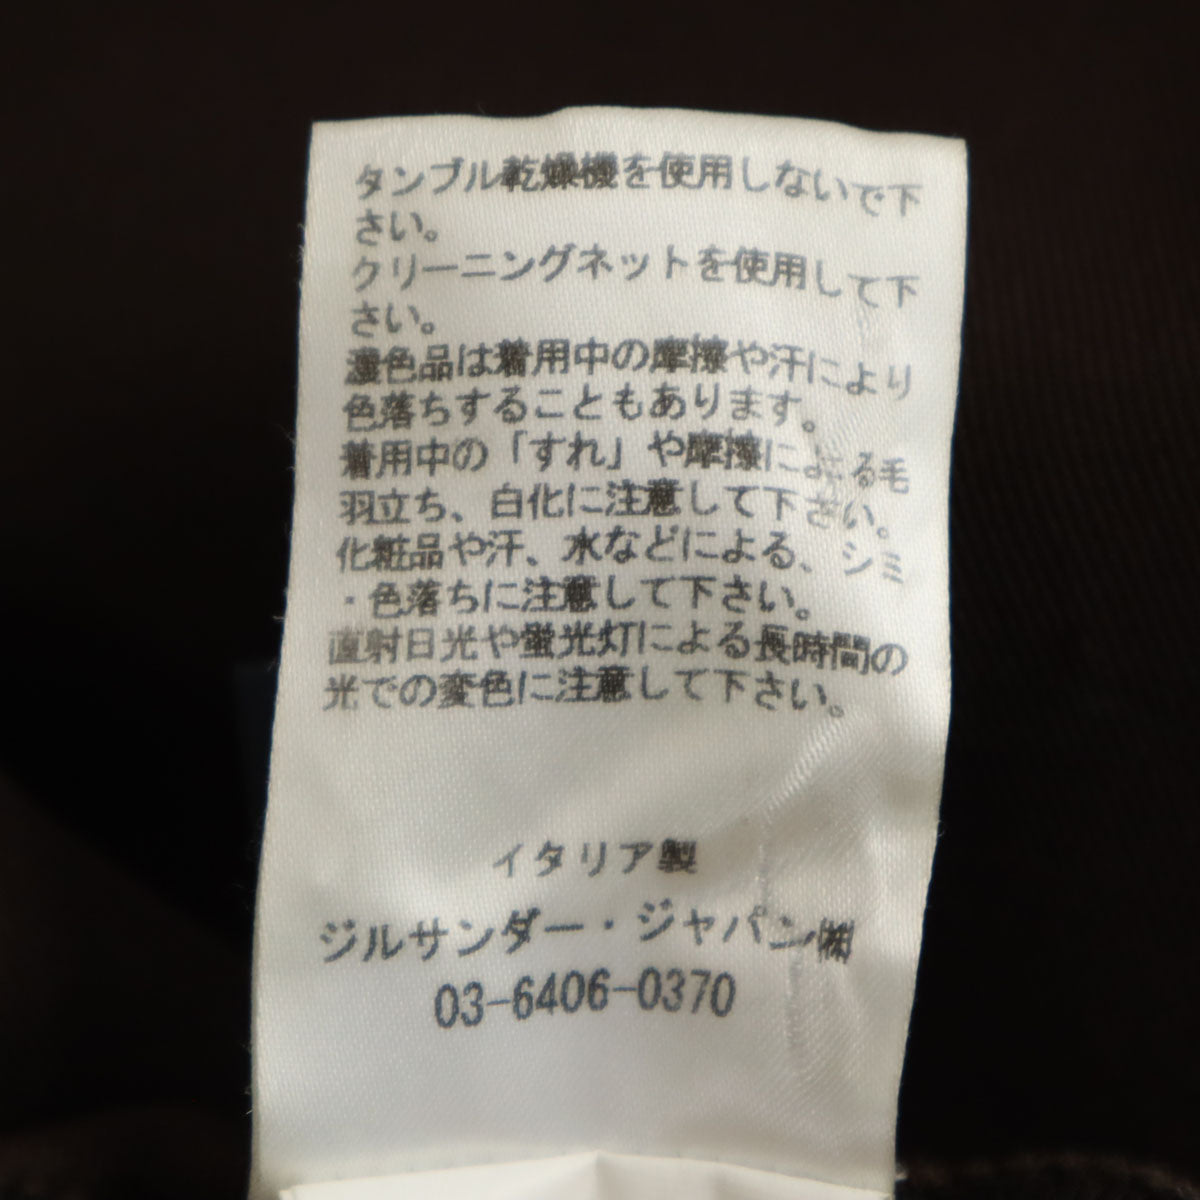 タンブル乾燥機を使用しないで下
さい。
クリーニングネットを使用して下
さい。
濃色品は着用中の摩擦や汗により
色落ちすることもあります。
着用中の「すれ」や摩擦による毛
羽立ち、白化に注意して下さい。
化粧品や汗、水などによる、シミ
・色落ちに注意して下さい。
直射日光や蛍光灯による長時間の
光での変色に注意して下さい。
イタリア製
ジルサンダー・ジャパン㈱
03-6406-0370